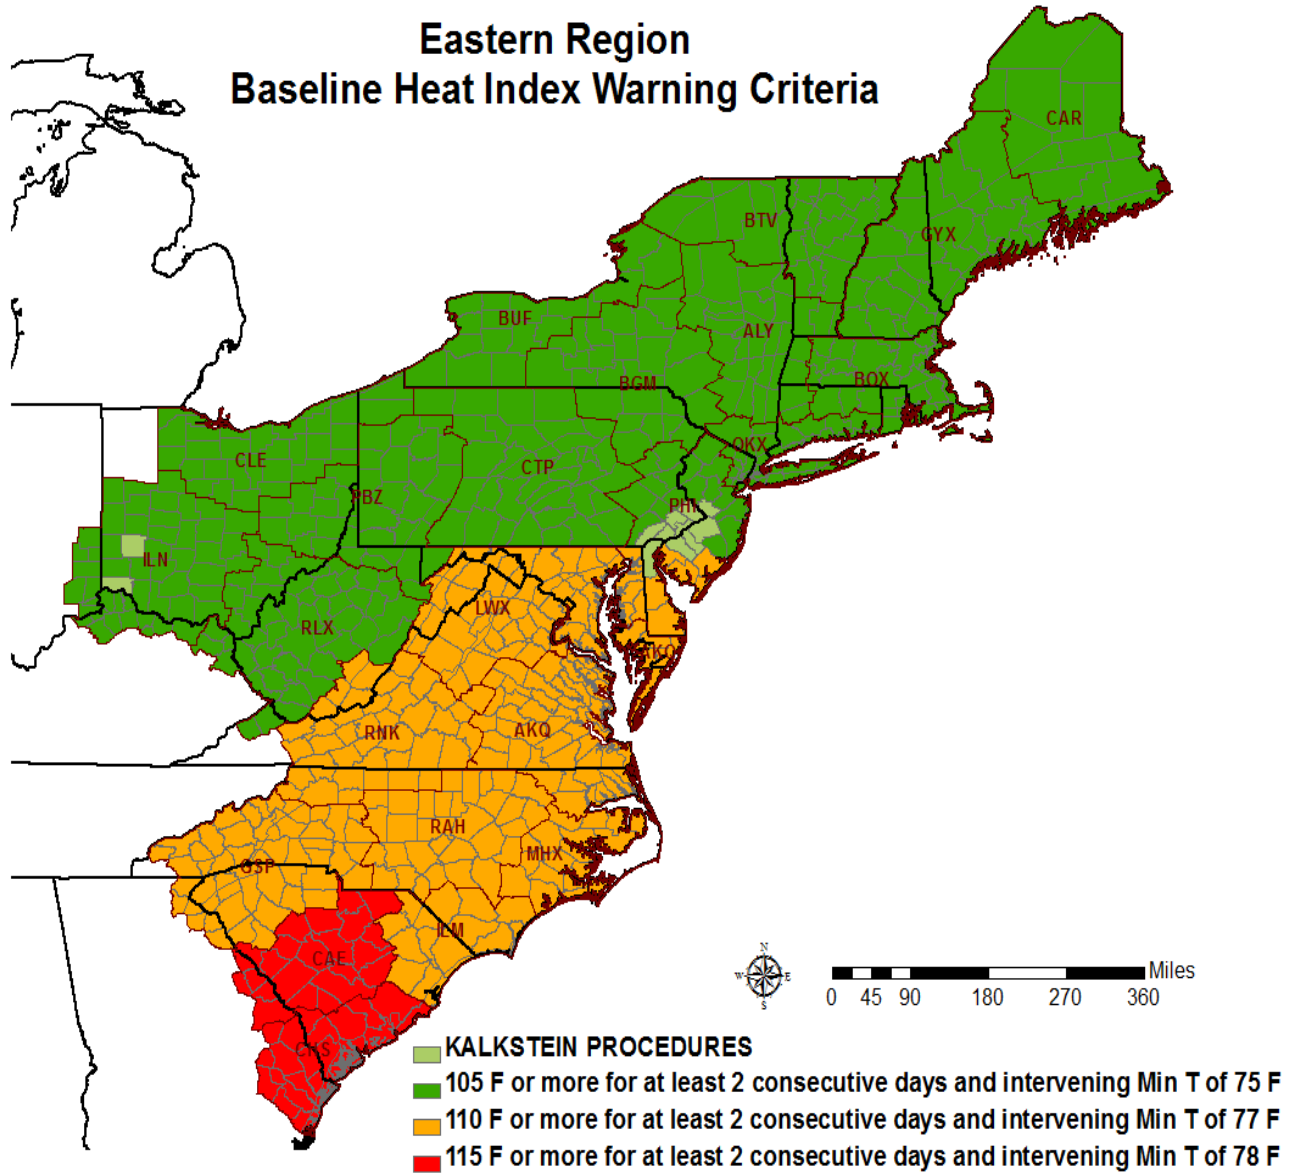 Eastern Region
Baseline Heat Index Warning Criteria
CAR
BTV
GYX
BUF
ALY
BOX
BGM
OKX
CLE
CTP
PBZ
PHI
ILN
LWX
RLX
AKQ
RNK
AKQ
RAH
MHX
GSP
ILM
CAE
CHS
N
W
E
S
Miles
0 45 90 180 270 360
KALKSTEIN PROCEDURES
105 F or more for at least 2 consecutive days and intervening Min T of 75 F
110 F or more for at least 2 consecutive days and intervening Min T of 77 F
115 F or more for at least 2 consecutive days and intervening Min T of 78 F